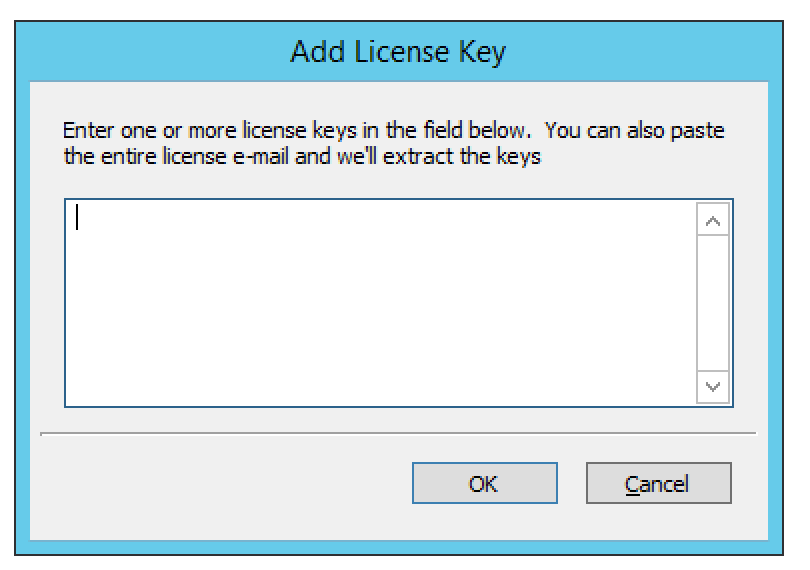 Add License Key
Enter one or more license keys in the field below.  You can also paste
the entire license e-mail and we'll extract the keys
OK
Cancel